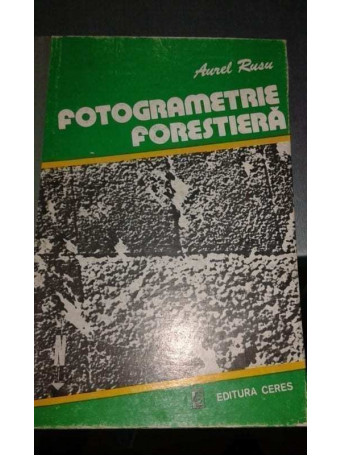 Aurel Rusu
FOTOGRAMETRIE
FORESTIERĂ
N
EDITURA CERES